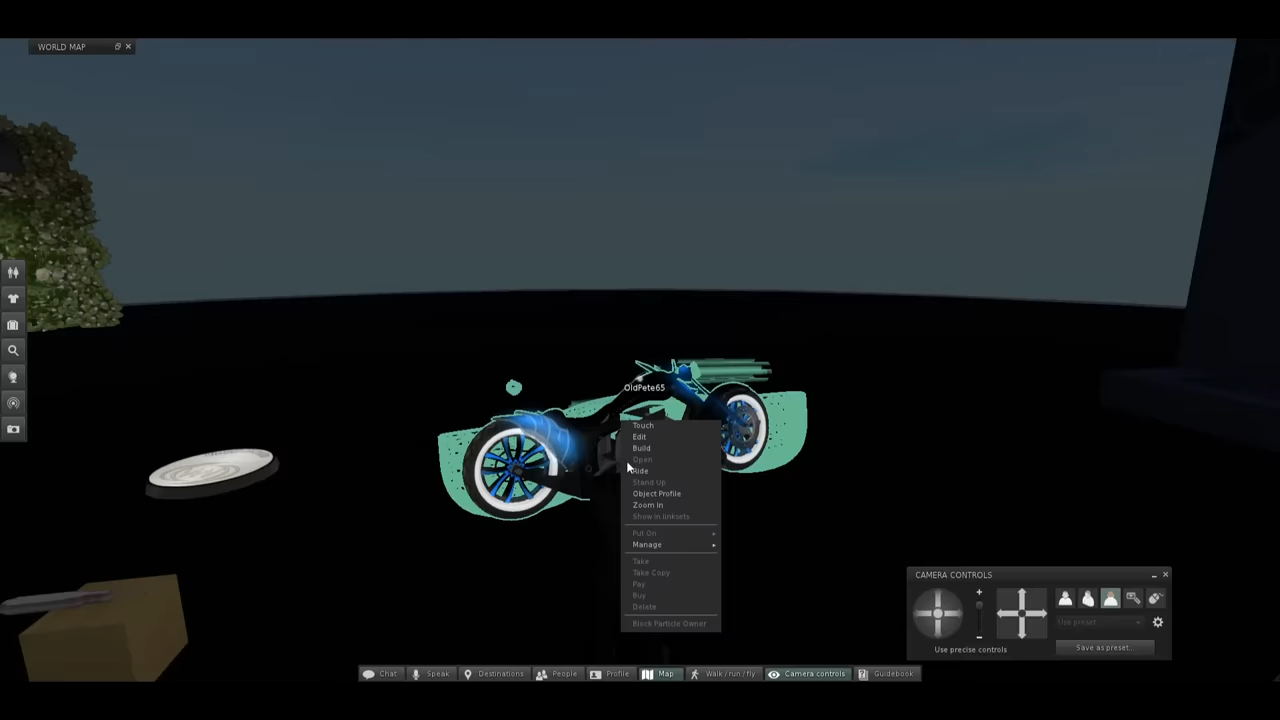 WORLD MAP
OldPete65
Touch
Edit
Build
Open
Ride
Stand Up
Object Profile
Zoom In
Show in linksets
Put On
Manage
Take
Take Copy
Pay
Buy
Delete
Block Particle Owner
CAMERA CONTROLS
Use preset
Use precise controls
Save as preset...
Chat
Speak
Destinations
People
Profile
Map
Walk / run / fly
Camera controls
Guidebook